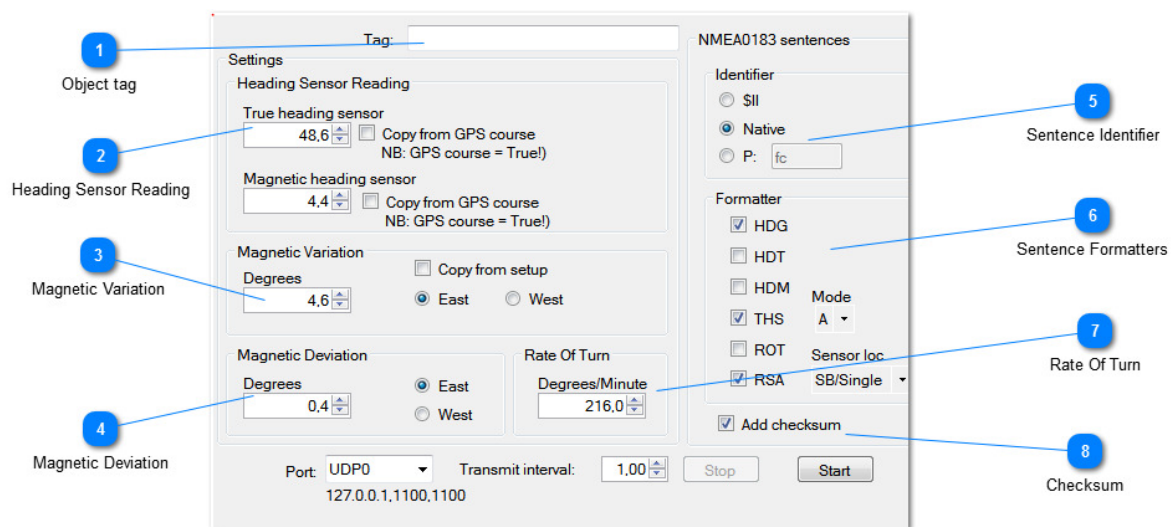 Tag:
1
Object tag
Settings
Heading Sensor Reading
True heading sensor
48,6
Copy from GPS course
NB: GPS course = True!)
2
Heading Sensor Reading
Magnetic heading sensor
4,4
Copy from GPS course
NB: GPS course = True!)
3
Magnetic Variation
Magnetic Variation
Degrees
4,6
Copy from setup
East
West
Magnetic Deviation
Degrees
0,4
East
West
4
Magnetic Deviation
Rate Of Turn
Degrees/Minute
216,0
Port:
UDP0
127.0.0.1,1100,1100
Transmit interval:
1,00
Stop
Start
NMEA0183 sentences
Identifier
$II
Native
P:
fc
5
Sentence Identifier
Formatter
HDG
HDT
HDM
THS
ROT
RSA
Mode
A
Sensor loc
SB/Single
6
Sentence Formatters
7
Rate Of Turn
Add checksum
8
Checksum